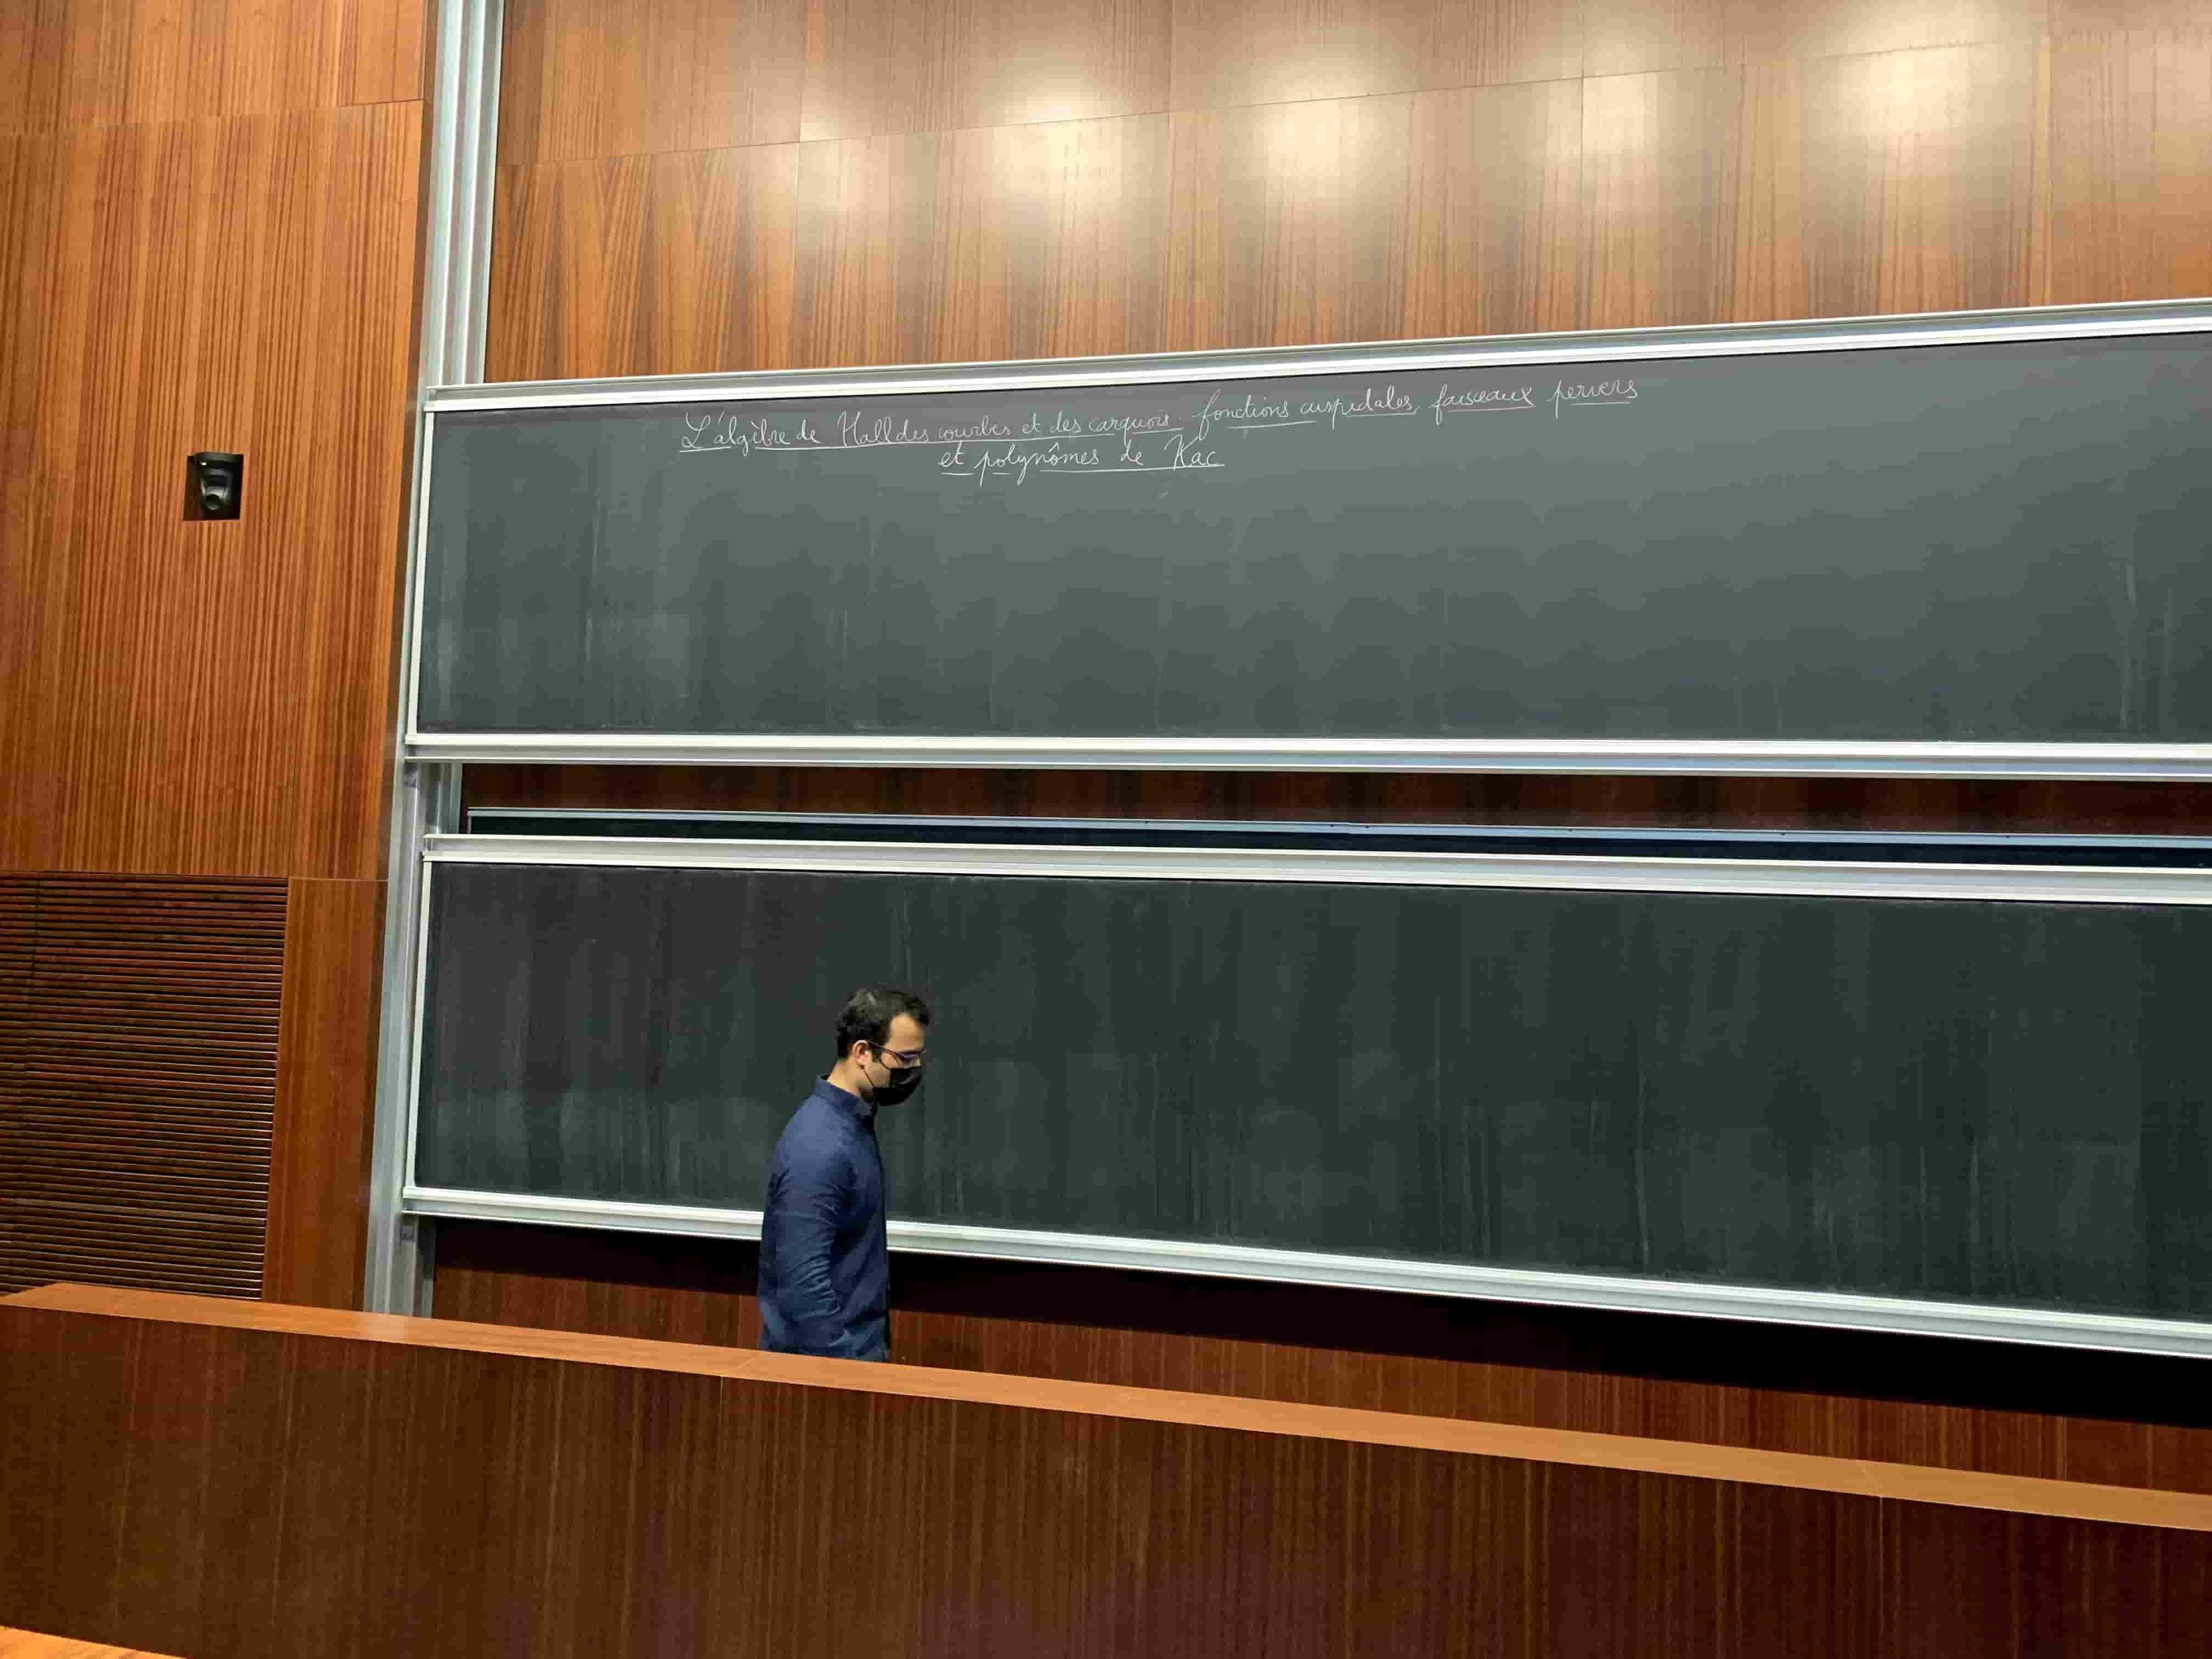 L'algèbre de Hall des courbes et des carquois : fonctions cuspidales, faisceaux pervers
et polynômes de Kac